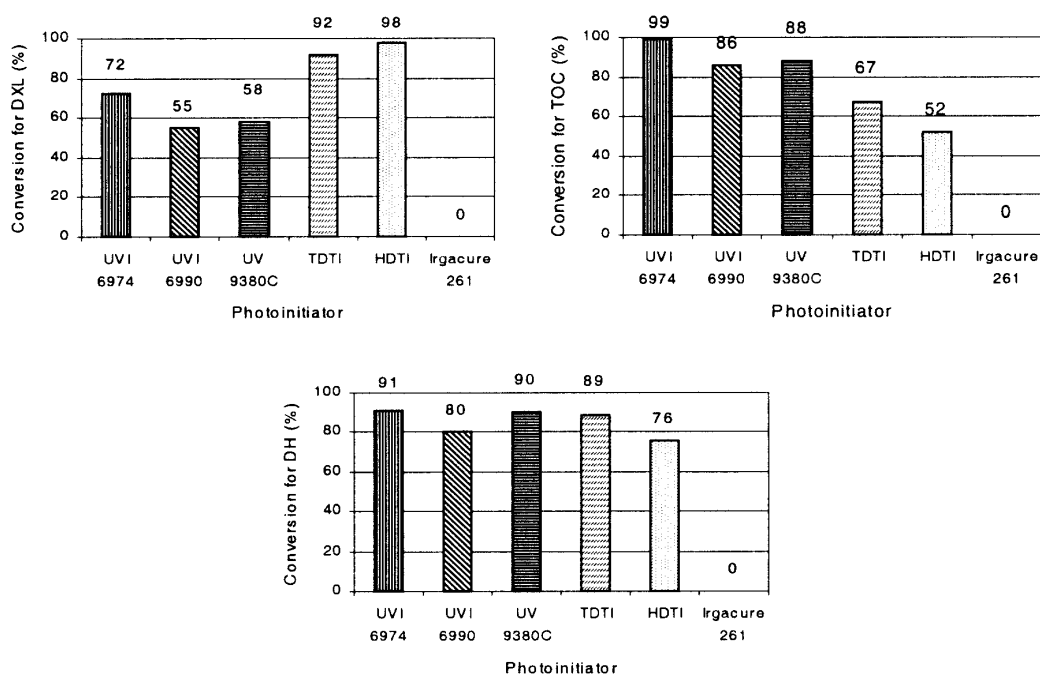 Conversion for DXL (%)
100
80
60
40
20
0
72
55
58
92
98
0
UVI 6974
UVI 6990
UV 9380C
TDTI
HDTI
Irgacure 261
Photoinitiator
Conversion for TOC (%)
100
80
60
40
20
0
99
86
88
67
52
0
UVI 6974
UVI 6990
UV 9380C
TDTI
HDTI
Irgacure 261
Photoinitiator
Conversion for DH (%)
100
80
60
40
20
0
91
80
90
89
76
0
UVI 6974
UVI 6990
UV 9380C
TDTI
HDTI
Irgacure 261
Photoinitiator